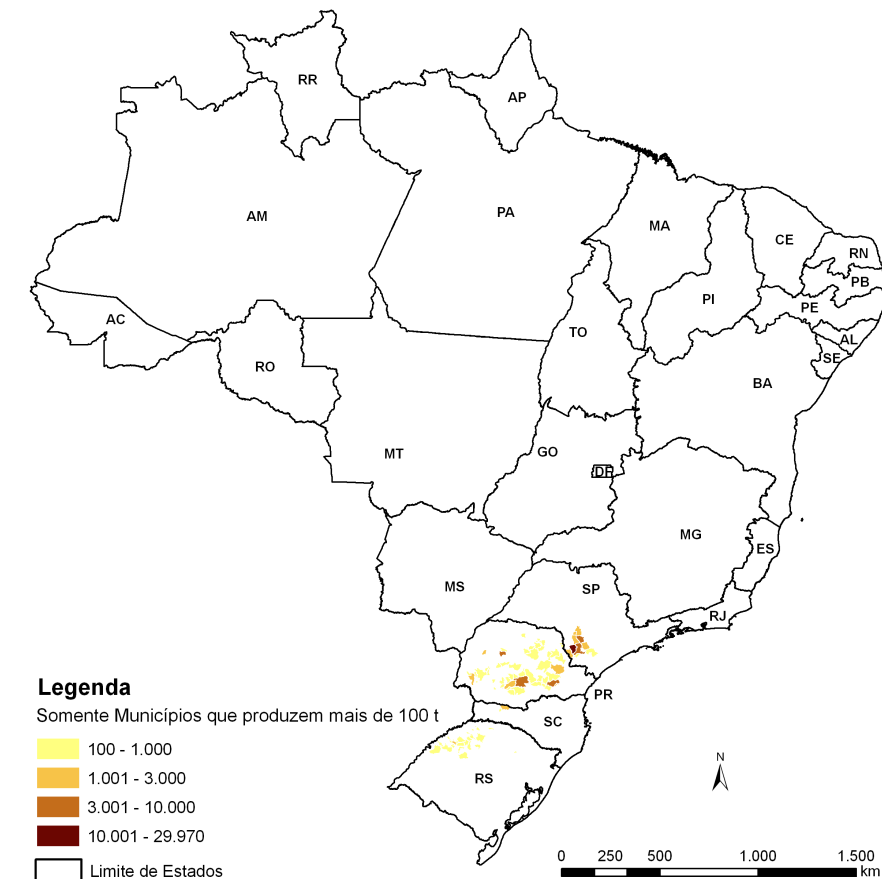 RR
AP
AM
PA
MA
CE
RN
PB
PI
PE
AC
TO
AL
SE
RO
BA
MT
GO
DF
MG
ES
MS
SP
RJ
PR
SC
RS
Legenda
Somente Municípios que produzem mais de 100 t
100 - 1.000
1.001 - 3.000
3.001 - 10.000
10.001 - 29.970
Limite de Estados
N
0 250 500 1.000 1.500
km